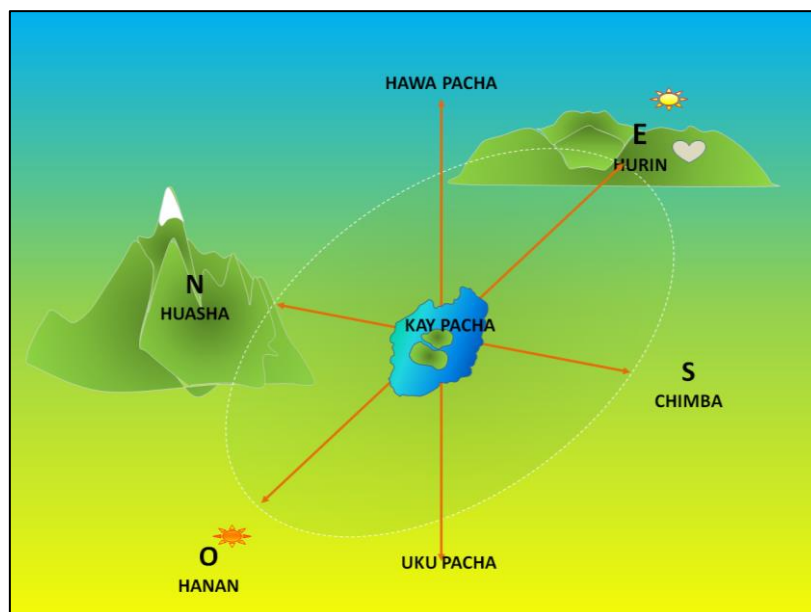 HAWA PACHA
E
HURIN
N
HUASHA
KAY PACHA
S
CHIMBA
O
HANAN
UKU PACHA